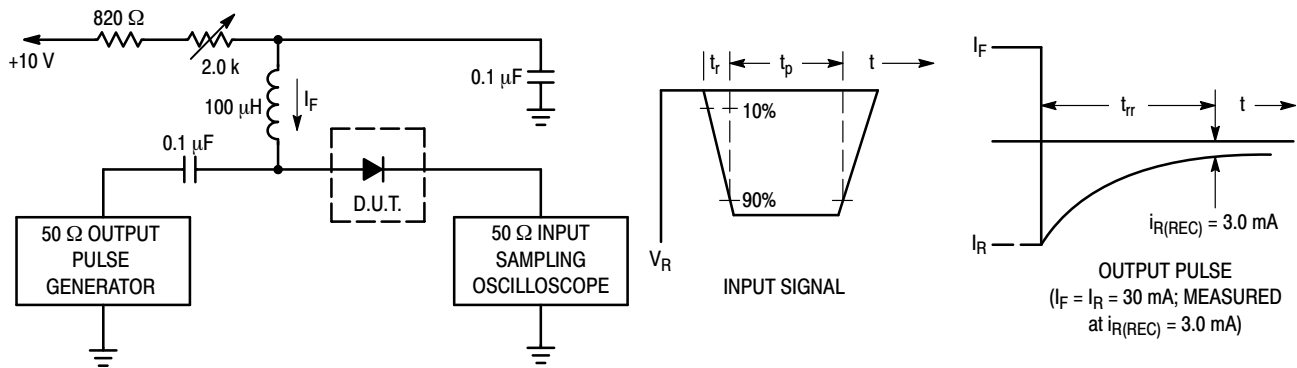 820 Ω
+10 V
2.0 k
100 μH
I_F
0.1 μF
0.1 μF
D.U.T.
50 Ω OUTPUT
PULSE
GENERATOR
50 Ω INPUT
SAMPLING
OSCILLOSCOPE
t_r
t_p
t
10%
90%
V_R
INPUT SIGNAL
I_F
t_rr
t
I_R
i_R(REC) = 3.0 mA
OUTPUT PULSE
(I_F = I_R = 30 mA; MEASURED
at i_R(REC) = 3.0 mA)